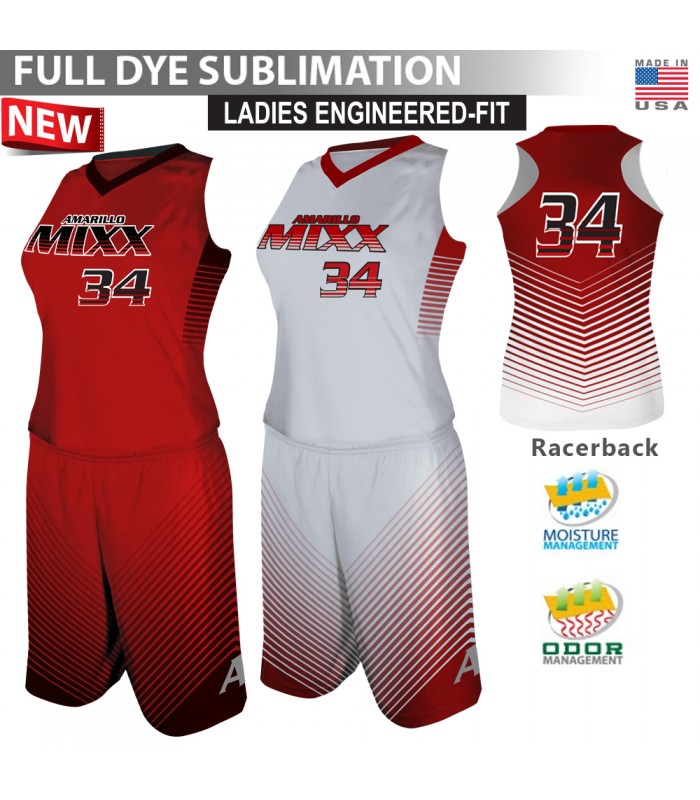 FULL DYE SUBLIMATION
MADE IN
USA
NEW
LADIES ENGINEERED-FIT
AMARILLO
MIXX
34
AMARILLO
MIXX
34
34
Racerback
MOISTURE
MANAGEMENT
ODOR
MANAGEMENT
A
A